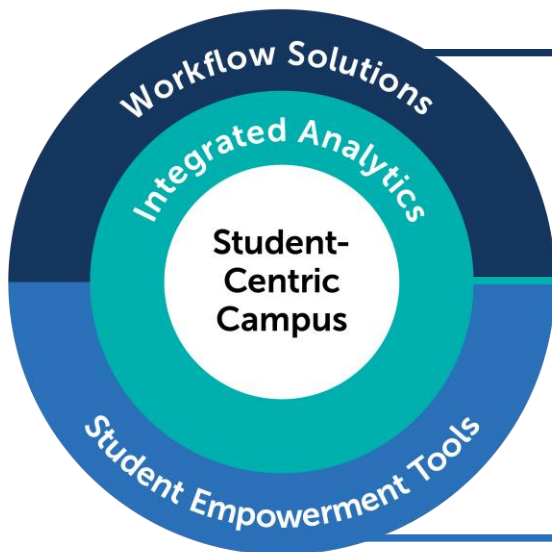 Workflow Solutions
Integrated Analytics
Student-
Centric
Campus
Student Empowerment Tools